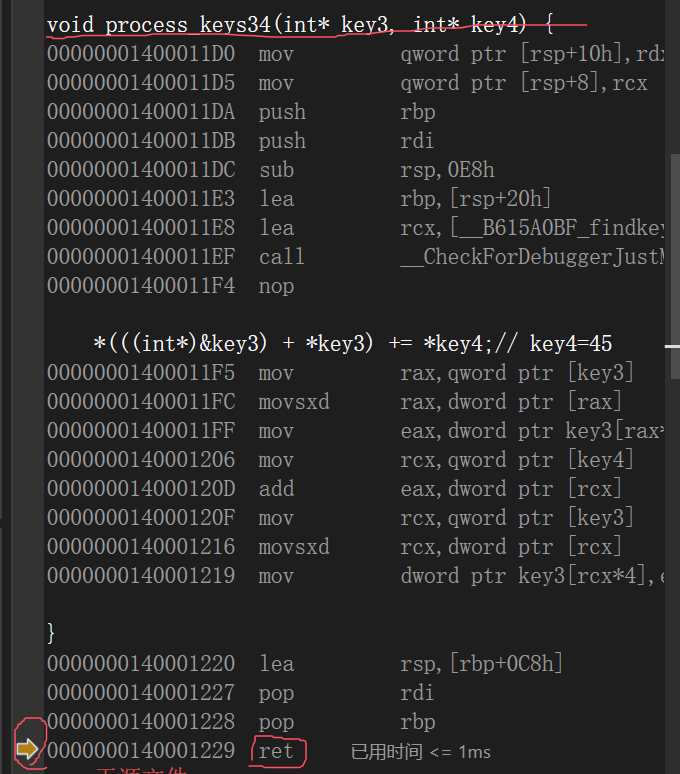 void process_keys34(int* key3, int* key4) {
00000001400011D0 mov qword ptr [rsp+10h],rdx
00000001400011D5 mov qword ptr [rsp+8],rcx
00000001400011DA push rbp
00000001400011DB push rdi
00000001400011DC sub rsp,0E8h
00000001400011E3 lea rbp,[rsp+20h]
00000001400011E8 lea rcx,[__B615A0BF_findkey
00000001400011EF call __CheckForDebuggerJustM
00000001400011F4 nop
*(((int*)&key3) + *key3) += *key4;// key4=45
00000001400011F5 mov rax,qword ptr [key3]
00000001400011FC movsxd rax,dword ptr [rax]
00000001400011FF mov eax,dword ptr key3[rax*
0000000140001206 mov rcx,qword ptr [key4]
000000014000120D add eax,dword ptr [rcx]
000000014000120F mov rcx,qword ptr [key3]
0000000140001216 movsxd rcx,dword ptr [rcx]
0000000140001219 mov dword ptr key3[rcx*4],e
}
0000000140001220 lea rsp,[rbp+0C8h]
0000000140001227 pop rdi
0000000140001228 pop rbp
0000000140001229 ret 已用时间 <= 1ms